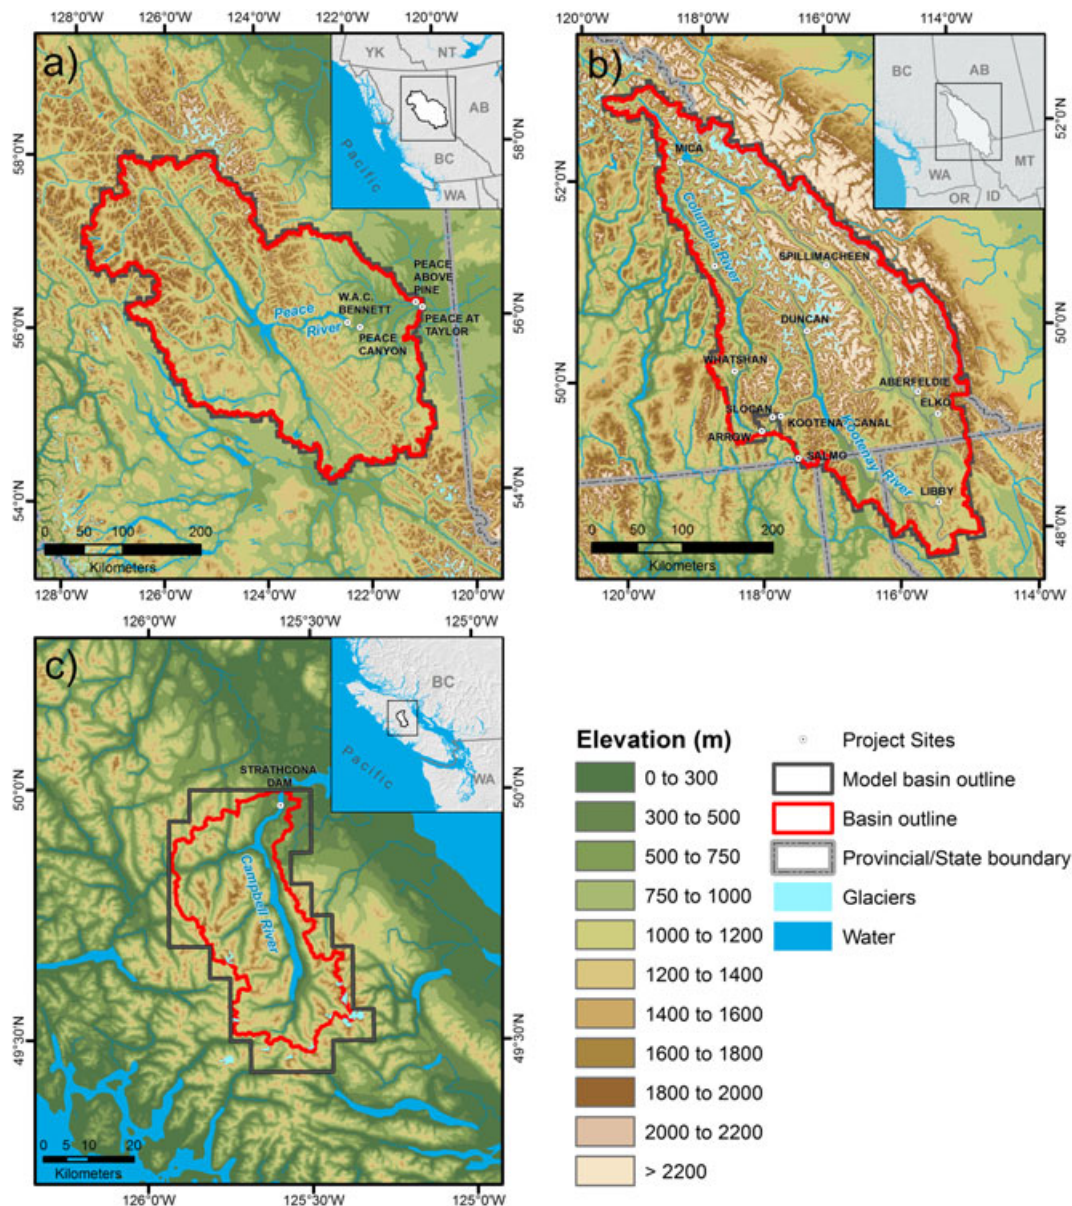 128°0'W 126°0'W 124°0'W 122°0'W 120°0'W
a)
YK NT
AB
BC
WA
Pacific
58°0'N
56°0'N
54°0'N
58°0'N
56°0'N
54°0'N
PEACE
ABOVE
PINE
W.A.C.
BENNETT
Peace
River
PEACE AT
TAYLOR
PEACE
CANYON
0 50 100 200
Kilometers
128°0'W 126°0'W 124°0'W 122°0'W 120°0'W
120°0'W 118°0'W 116°0'W 114°0'W
b)
BC AB
WA MT
OR ID
52°0'N
50°0'N
52°0'N
50°0'N
48°0'N
MICA
Columbia River
SPILLIMACHEEN
DUNCAN
WHATSHAN
ABERFELDIE
ELKO
SLOCAN
KOOTENAY CANAL
ARROW
SALMO
Kootenay River
LIBBY
0 50 100 200
Kilometers
120°0'W 118°0'W 116°0'W 114°0'W
126°0'W 125°30'W 125°0'W
c)
BC
WA
Pacific
50°0'N
49°30'N
50°0'N
49°30'N
STRATHCONA
DAM
Campbell River
0 5 10 20
Kilometers
126°0'W 125°30'W 125°0'W
Elevation (m)
0 to 300
300 to 500
500 to 750
750 to 1000
1000 to 1200
1200 to 1400
1400 to 1600
1600 to 1800
1800 to 2000
2000 to 2200
> 2200
Project Sites
Model basin outline
Basin outline
Provincial/State boundary
Glaciers
Water